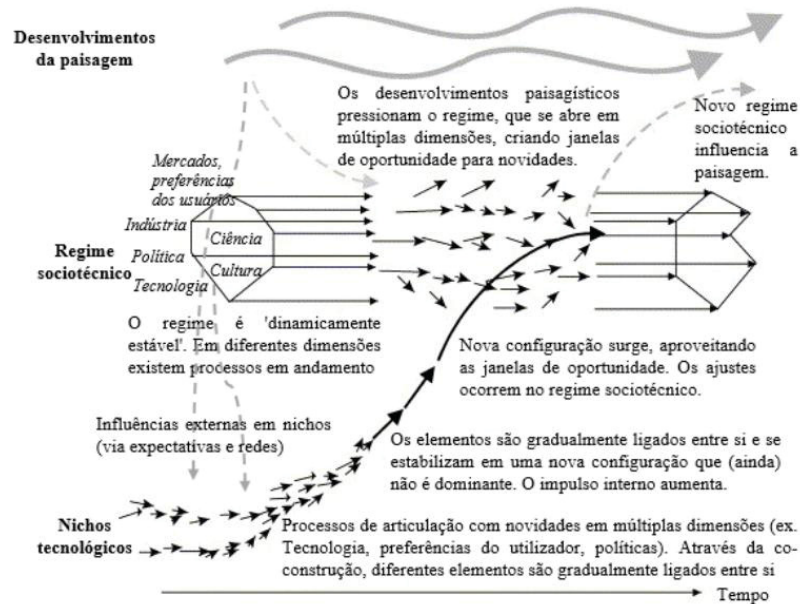 Desenvolvimentos
da paisagem
Os desenvolvimentos paisagísticos
pressionam o regime, que se abre em
múltiplas dimensões, criando janelas
de oportunidade para novidades.
Novo regime
sociotécnico
influencia a
paisagem.
Mercados,
preferências
dos usuários
Indústria
Ciência
Política
Cultura
Tecnologia
Regime
sociotécnico
O regime é 'dinamicamente
estável'. Em diferentes dimensões
existem processos em andamento
Nova configuração surge, aproveitando
as janelas de oportunidade. Os ajustes
ocorrem no regime sociotécnico.
Influências externas em nichos
(via expectativas e redes)
Os elementos são gradualmente ligados entre si e se
estabilizam em uma nova configuração que (ainda)
não é dominante. O impulso interno aumenta.
Nichos
tecnológicos
Processos de articulação com novidades em múltiplas dimensões (ex.
Tecnologia, preferências do utilizador, políticas). Através da co-
construção, diferentes elementos são gradualmente ligados entre si
Tempo